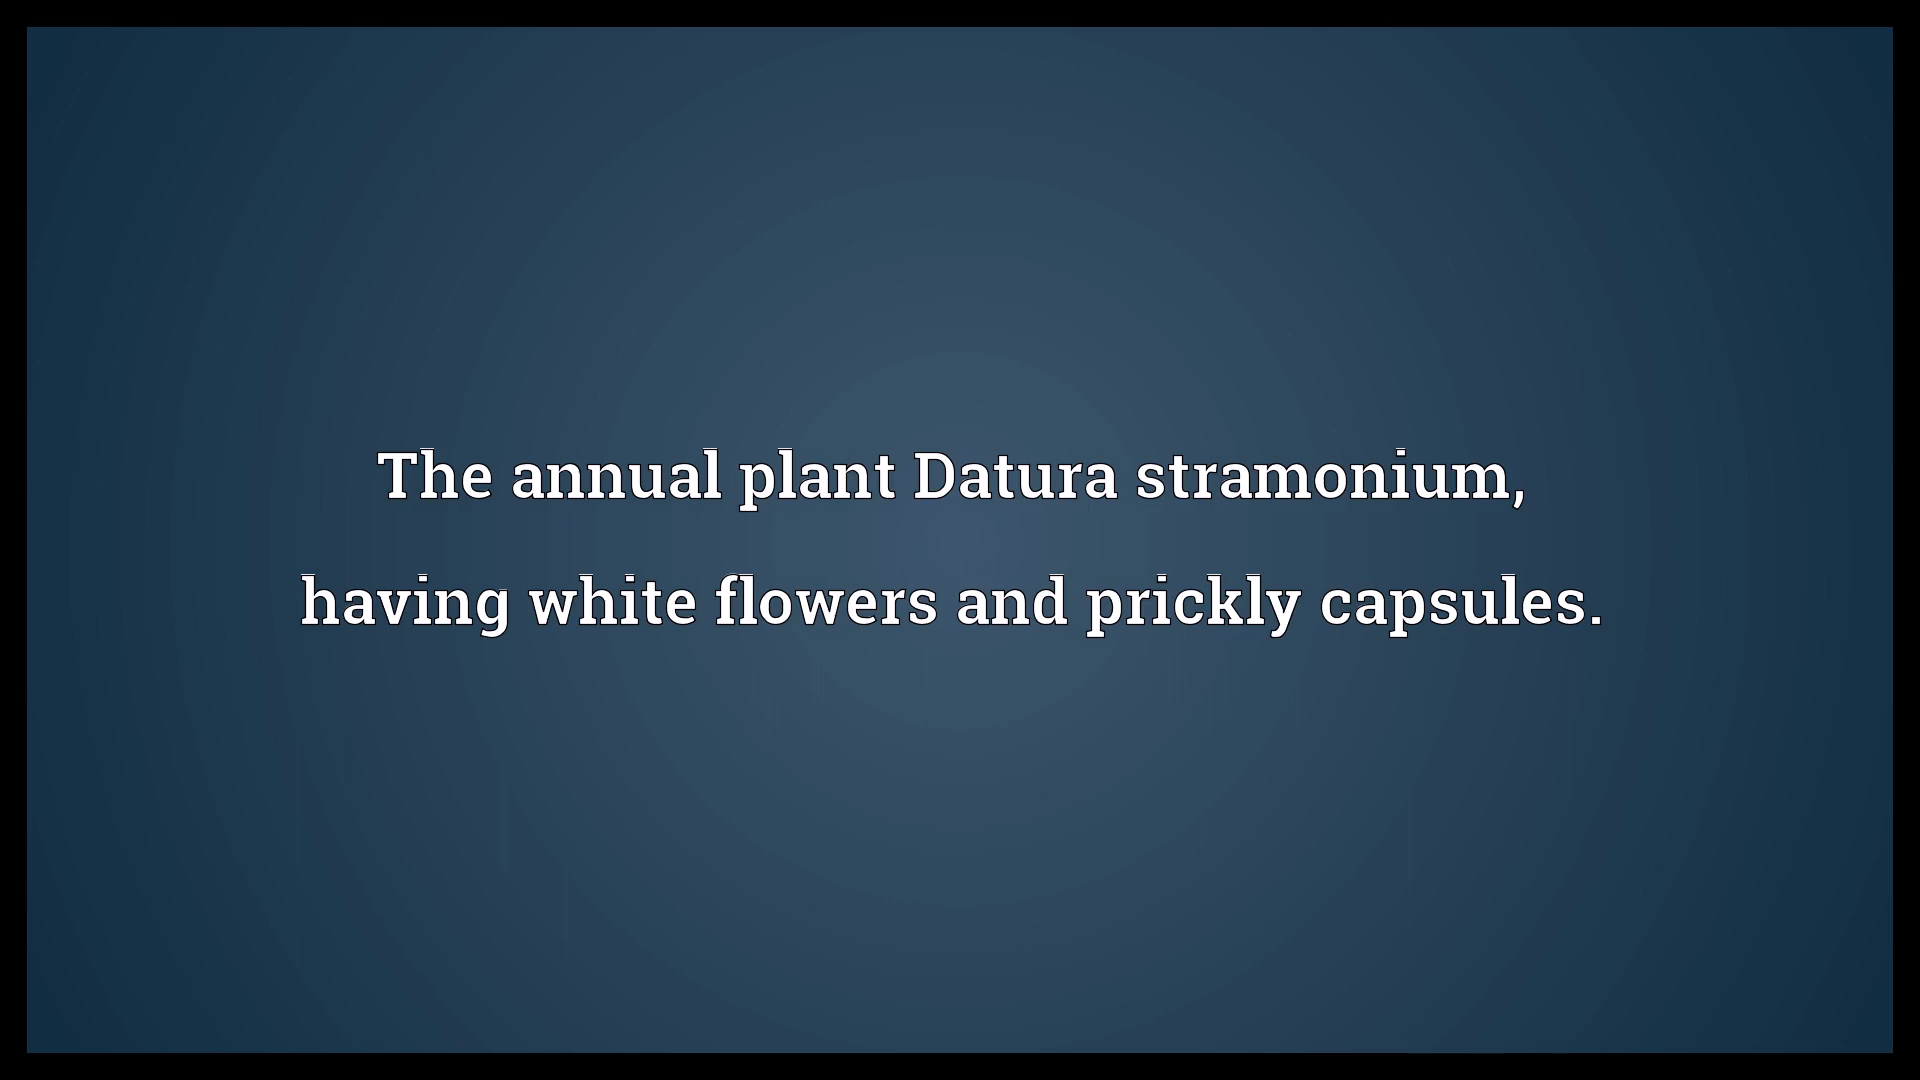 The annual plant Datura stramonium,
having white flowers and prickly capsules.